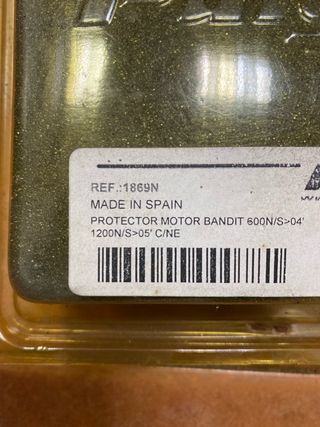 REF.:1869N
MADE IN SPAIN
PROTECTOR MOTOR BANDIT 600N/S>04'
1200N/S>05' C/NE